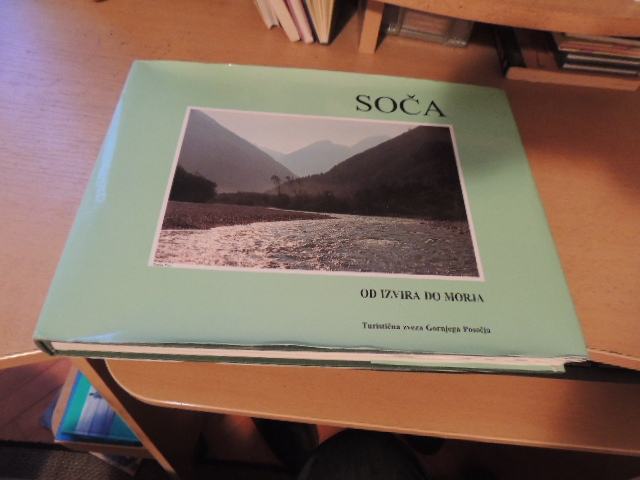 SOČA
OD IZVIRA DO MORJA
Turistična zveza Gornjega Posočja